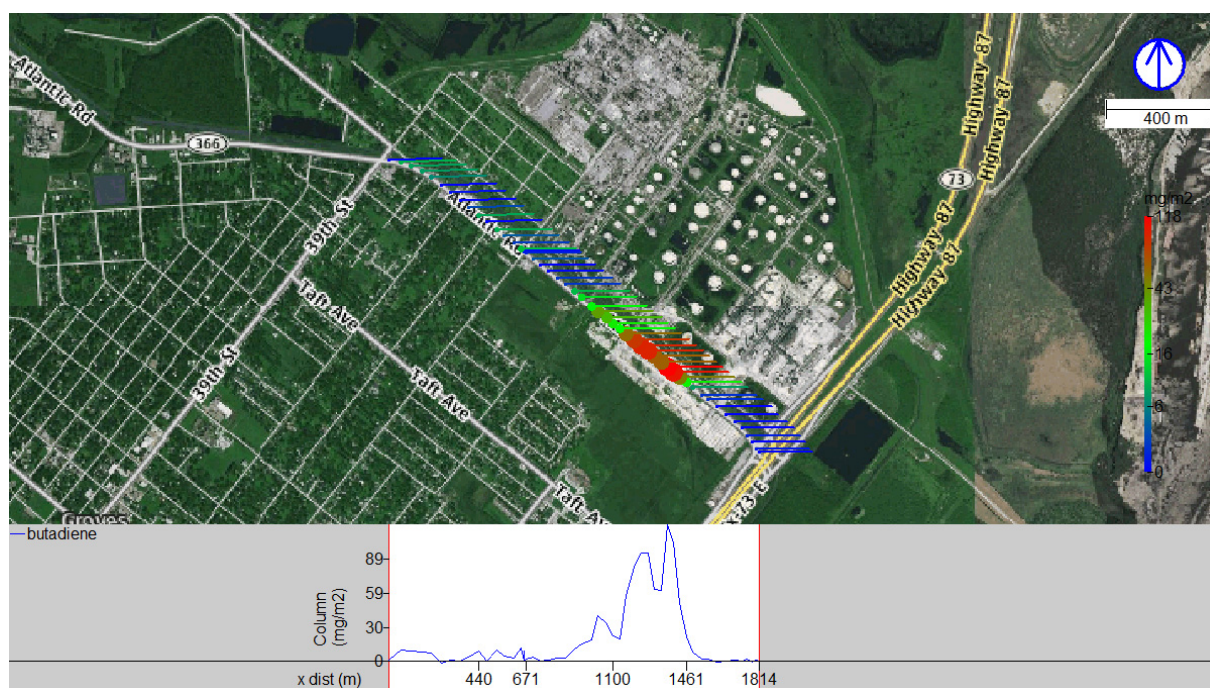 Atlantic Rd
366
39th St
Atlantic Rd
Taft Ave
39th St
Taft Ave
Taft Av
Groves
Highway-87
Highway-87
73
Highway 87
Highway 87
400 m
mg/m2
118
43
16
6
0
butadiene
Column
(mg/m2)
89
59
30
0
x dist (m)
440
671
1100
1461
1814